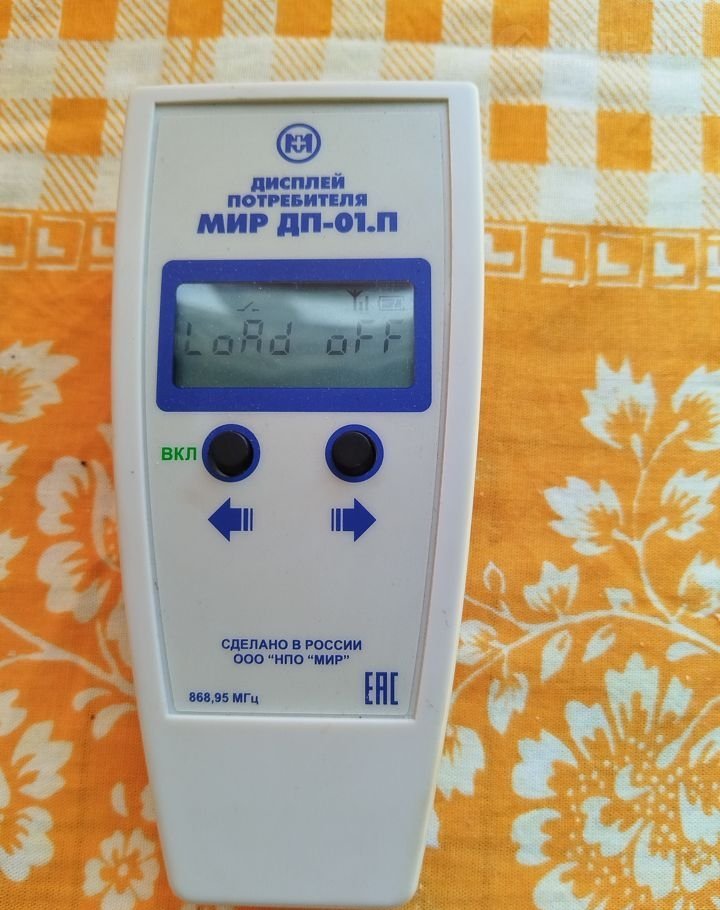 ДИСПЛЕЙ
ПОТРЕБИТЕЛЯ
МИР ДП-01.П
LoAd oFF
ВКЛ
СДЕЛАНО В РОССИИ
ООО "НПО "МИР"
868,95 МГц
EAC